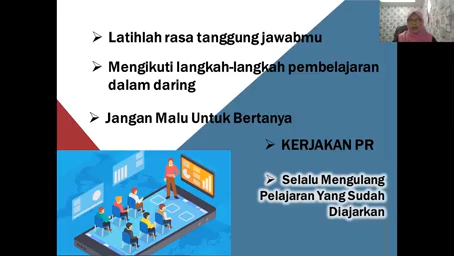 ➢ Latihlah rasa tanggung jawabmu
➢ Mengikuti langkah-langkah pembelajaran
dalam daring
➢ Jangan Malu Untuk Bertanya
➢ KERJAKAN PR
➢ Selalu Mengulang
Pelajaran Yang Sudah
Diajarkan